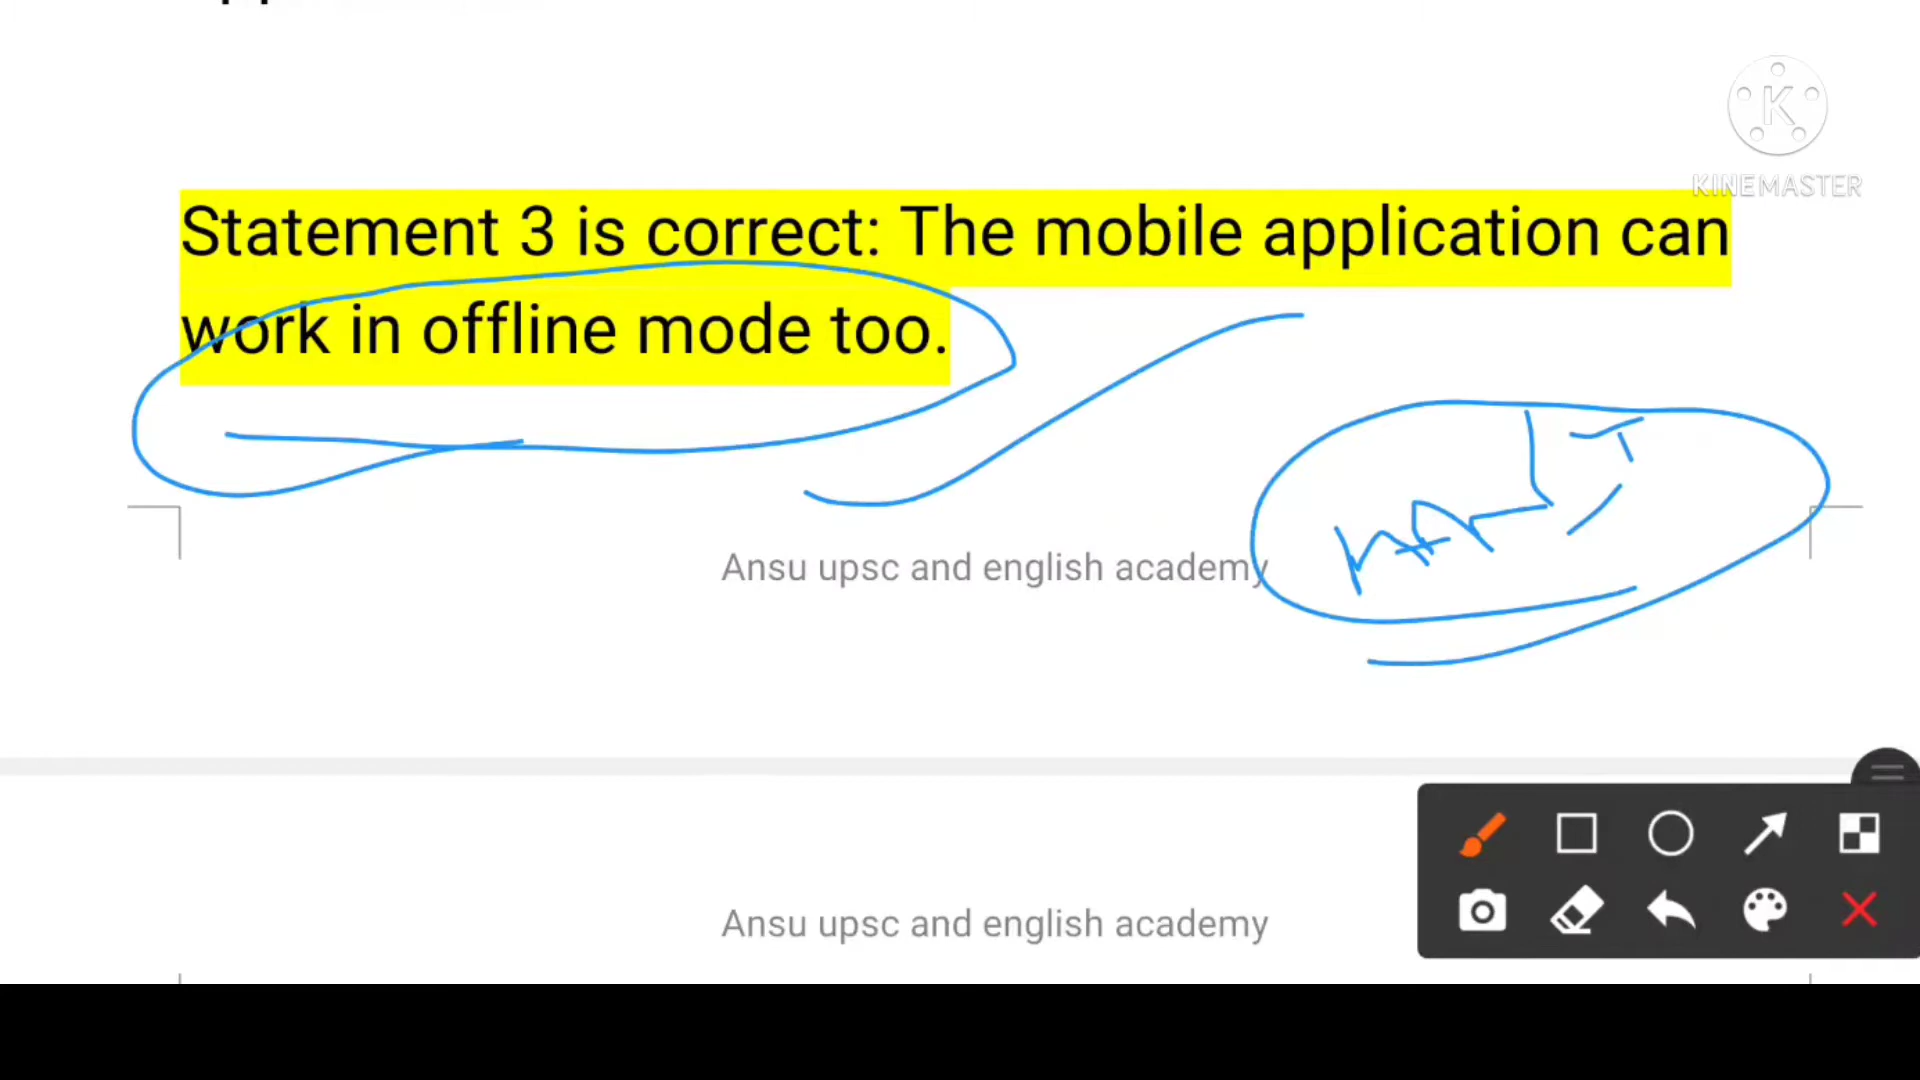 K
KINEMASTER
Statement 3 is correct: The mobile application can
work in offline mode too.
Ansu upsc and english academy
Ansu upsc and english academy